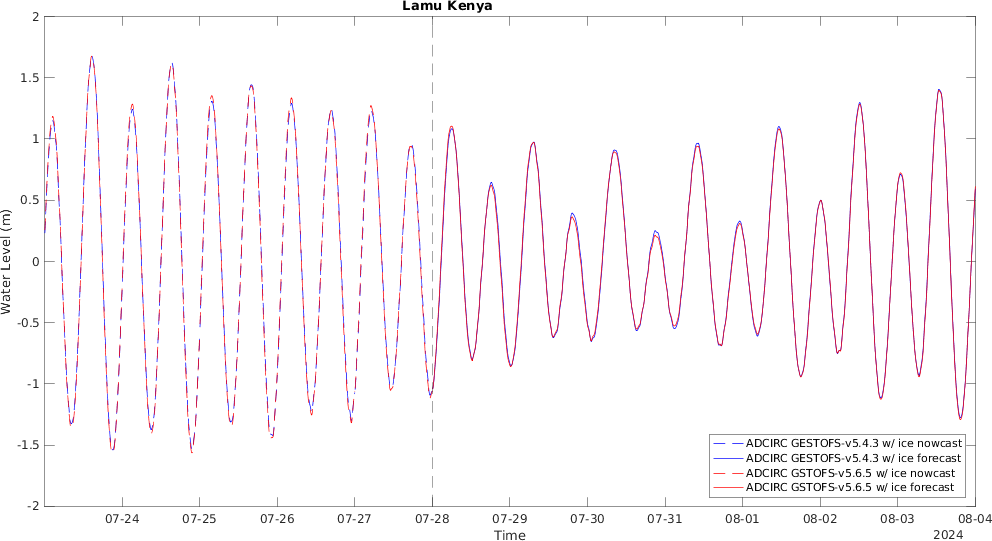 Lamu Kenya
2
1.5
1
0.5
0
-0.5
-1
-1.5
-2
Water Level (m)
07-24 07-25 07-26 07-27 07-28 07-29 07-30 07-31 08-01 08-02 08-03 08-04
Time
2024
ADCIRC GESTOFS-v5.4.3 w/ ice nowcast
ADCIRC GESTOFS-v5.4.3 w/ ice forecast
ADCIRC GSTOFS-v5.6.5 w/ ice nowcast
ADCIRC GSTOFS-v5.6.5 w/ ice forecast